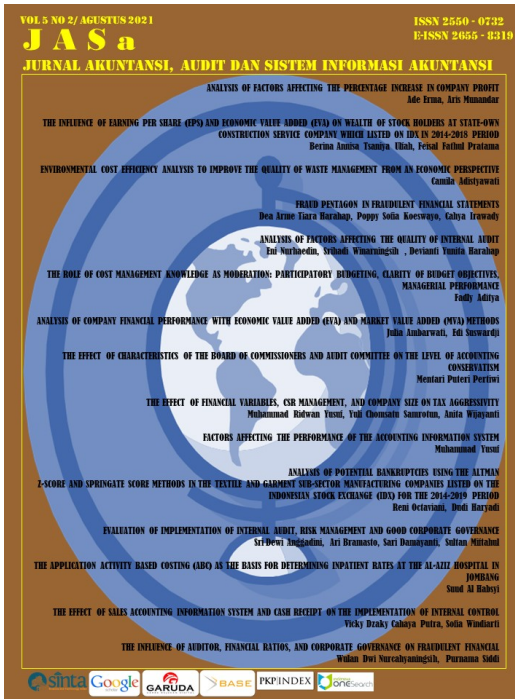 VOL 5 NO 2/ AGUSTUS 2021
ISSN 2550 - 0732
J A S a
E-ISSN 2655 - 8319
JURNAL AKUNTANSI, AUDIT DAN SISTEM INFORMASI AKUNTANSI
ANALYSIS OF FACTORS AFFECTING THE PERCENTAGE INCREASE IN COMPANY PROFIT
Ade Erma, Aris Munandar
THE INFLUENCE OF EARNING PER SHARE (EPS) AND ECONOMIC VALUE ADDED (EVA) ON WEALTH OF STOCK HOLDERS AT STATE-OWN
CONSTRUCTION SERVICE COMPANY WHICH LISTED ON IDX IN 2014-2018 PERIOD
Berina Annisa Tsaniya Uliah, Feisal Fathul Pratama
ENVIRONMENTAL COST EFFICIENCY ANALYSIS TO IMPROVE THE QUALITY OF WASTE MANAGEMENT FROM AN ECONOMIC PERSPECTIVE
Camila Adistyawati
FRAUD PENTAGON IN FRAUDULENT FINANCIAL STATEMENTS
Dea Arme Tiara Harahap, Poppy Sofia Koeswayo, Cahya Irawady
ANALYSIS OF FACTORS AFFECTING THE QUALITY OF INTERNAL AUDIT
Eni Nurhaedin, Srihadi Winarningsih , Devianti Yunita Harahap
THE ROLE OF COST MANAGEMENT KNOWLEDGE AS MODERATION: PARTICIPATORY BUDGETING, CLARITY OF BUDGET OBJECTIVES,
MANAGERIAL PERFORMANCE
Fadly Aditya
ANALYSIS OF COMPANY FINANCIAL PERFORMANCE WITH ECONOMIC VALUE ADDED (EVA) AND MARKET VALUE ADDED (MVA) METHODS
Julia Ambarwati, Edi Suswardji
THE EFFECT OF CHARACTERISTICS OF THE BOARD OF COMMISSIONERS AND AUDIT COMMITTEE ON THE LEVEL OF ACCOUNTING
CONSERVATISM
Mentari Puteri Pertiwi
THE EFFECT OF FINANCIAL VARIABLES, CSR MANAGEMENT, AND COMPANY SIZE ON TAX AGGRESSIVITY
Muhammad Ridwan Yusuf, Yuli Chomsatu Samrotun, Anita Wijayanti
FACTORS AFFECTING THE PERFORMANCE OF THE ACCOUNTING INFORMATION SYSTEM
Muhammad Yusuf
ANALYSIS OF POTENTIAL BANKRUPTCIES USING THE ALTMAN
Z-SCORE AND SPRINGATE SCORE METHODS IN THE TEXTILE AND GARMENT SUB-SECTOR MANUFACTURING COMPANIES LISTED ON THE
INDONESIAN STOCK EXCHANGE (IDX) FOR THE 2014-2019 PERIOD
Reni Octaviani, Dudi Haryadi
EVALUATION OF IMPLEMENTATION OF INTERNAL AUDIT, RISK MANAGEMENT AND GOOD CORPORATE GOVERNANCE
Sri Dewi Anggadini, Ari Bramasto, Sari Damayanti, Sultan Miftahul
THE APPLICATION ACTIVITY BASED COSTING (ABC) AS THE BASIS FOR DETERMINING INPATIENT RATES AT THE AL-AZIZ HOSPITAL IN
JOMBANG
Suud Al Habsyi
THE EFFECT OF SALES ACCOUNTING INFORMATION SYSTEM AND CASH RECEIPT ON THE IMPLEMENTATION OF INTERNAL CONTROL
Vicky Dzaky Cahaya Putra, Sofia Windiarti
THE INFLUENCE OF AUDITOR, FINANCIAL RATIOS, AND CORPORATE GOVERNANCE ON FRAUDULENT FINANCIAL
Wulan Dwi Nurcahyaningsih, Purnama Siddi
sinta Google GARUDA BASE PKP|INDEX oneSearch